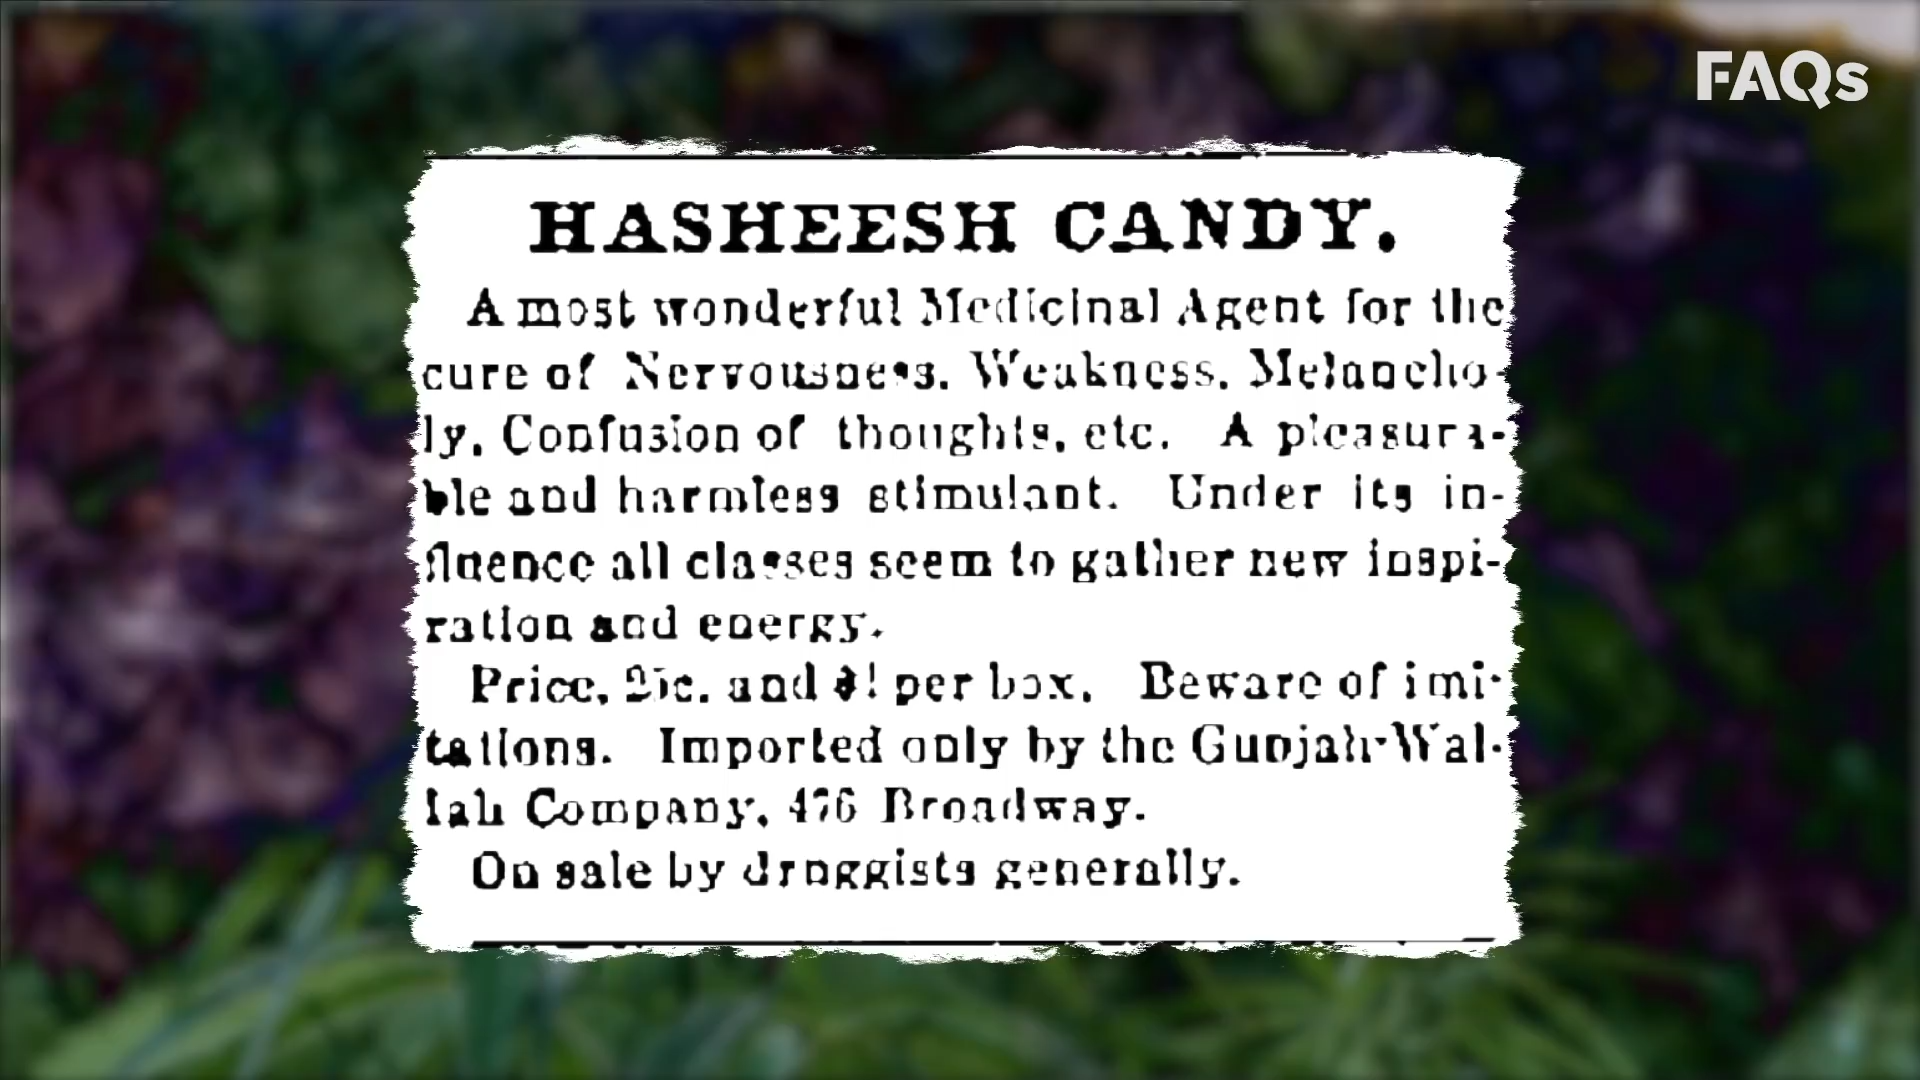 FAQs
HASHEESH CANDY.
A most wonderful Medicinal Agent for the
cure of Nervousness, Weakness, Melancho-
ly, Confusion of thoughts, etc. A pleasura-
ble and harmless stimulant. Under its in-
fluence all classes seem to gather new inspi-
ration and energy.
Price, 25c. and $1 per box. Beware of imi-
tations. Imported only by the Gunjah-Wal-
lah Company, 476 Broadway.
On sale by druggists generally.